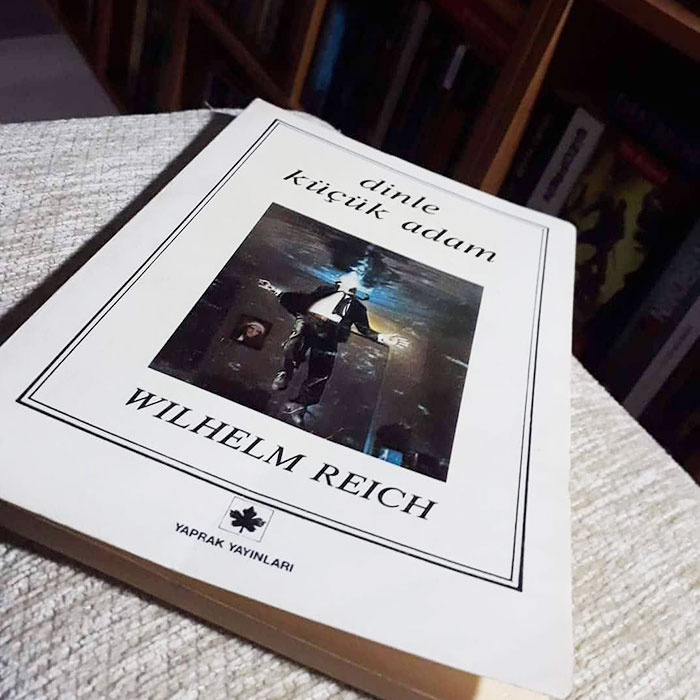 dinle
küçük adam
WILHELM REICH
YAPRAK YAYINLARI